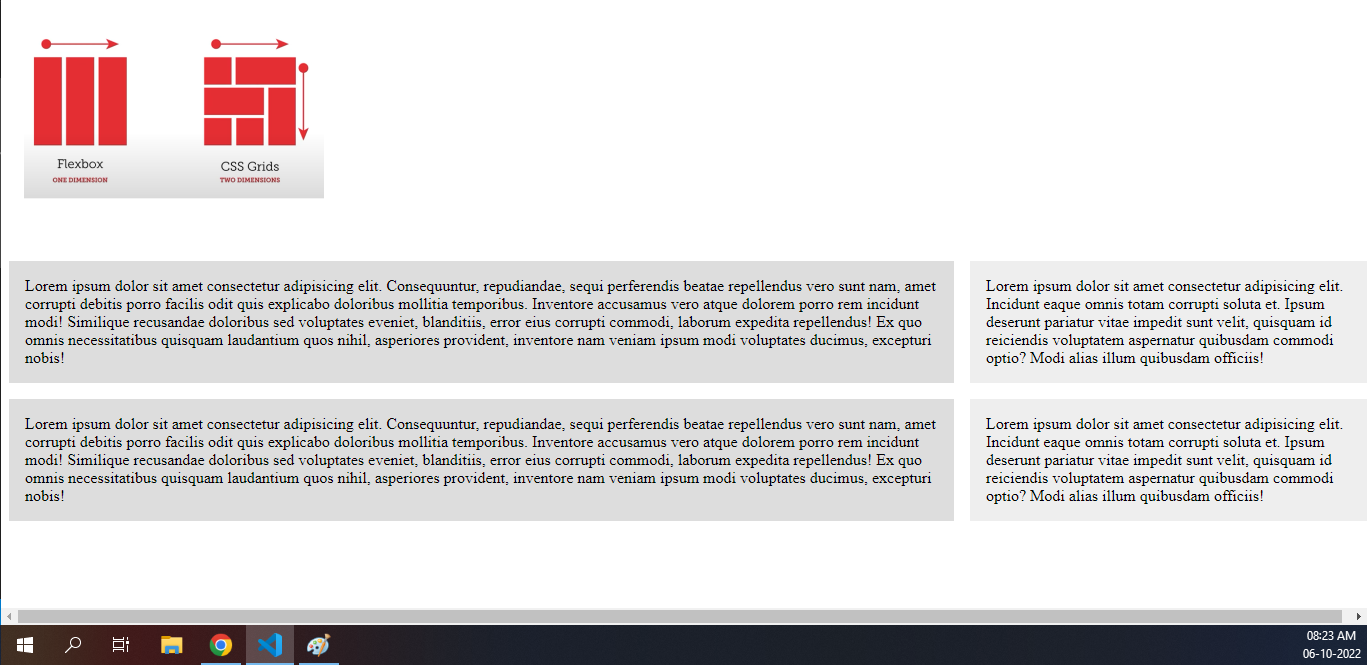 Flexbox
ONE DIMENSION
CSS Grids
TWO DIMENSIONS
Lorem ipsum dolor sit amet consectetur adipisicing elit. Consequuntur, repudiandae, sequi perferendis beatae repellendus vero sunt nam, amet
corrupti debitis porro facilis odit quis explicabo doloribus mollitia temporibus. Inventore accusamus vero atque dolorem porro rem incidunt
modi! Similique recusandae doloribus sed voluptates eveniet, blanditiis, error eius corrupti commodi, laborum expedita repellendus! Ex quo
omnis necessitatibus quisquam laudantium quos nihil, asperiores provident, inventore nam veniam ipsum modi voluptates ducimus, excepturi
nobis!
Lorem ipsum dolor sit amet consectetur adipisicing elit.
Incidunt eaque omnis totam corrupti soluta et. Ipsum
deserunt pariatur vitae impedit sunt velit, quisquam id
reiciendis voluptatem aspernatur quibusdam commodi
optio? Modi alias illum quibusdam officiis!
Lorem ipsum dolor sit amet consectetur adipisicing elit. Consequuntur, repudiandae, sequi perferendis beatae repellendus vero sunt nam, amet
corrupti debitis porro facilis odit quis explicabo doloribus mollitia temporibus. Inventore accusamus vero atque dolorem porro rem incidunt
modi! Similique recusandae doloribus sed voluptates eveniet, blanditiis, error eius corrupti commodi, laborum expedita repellendus! Ex quo
omnis necessitatibus quisquam laudantium quos nihil, asperiores provident, inventore nam veniam ipsum modi voluptates ducimus, excepturi
nobis!
Lorem ipsum dolor sit amet consectetur adipisicing elit.
Incidunt eaque omnis totam corrupti soluta et. Ipsum
deserunt pariatur vitae impedit sunt velit, quisquam id
reiciendis voluptatem aspernatur quibusdam commodi
optio? Modi alias illum quibusdam officiis!
08:23 AM
06-10-2022